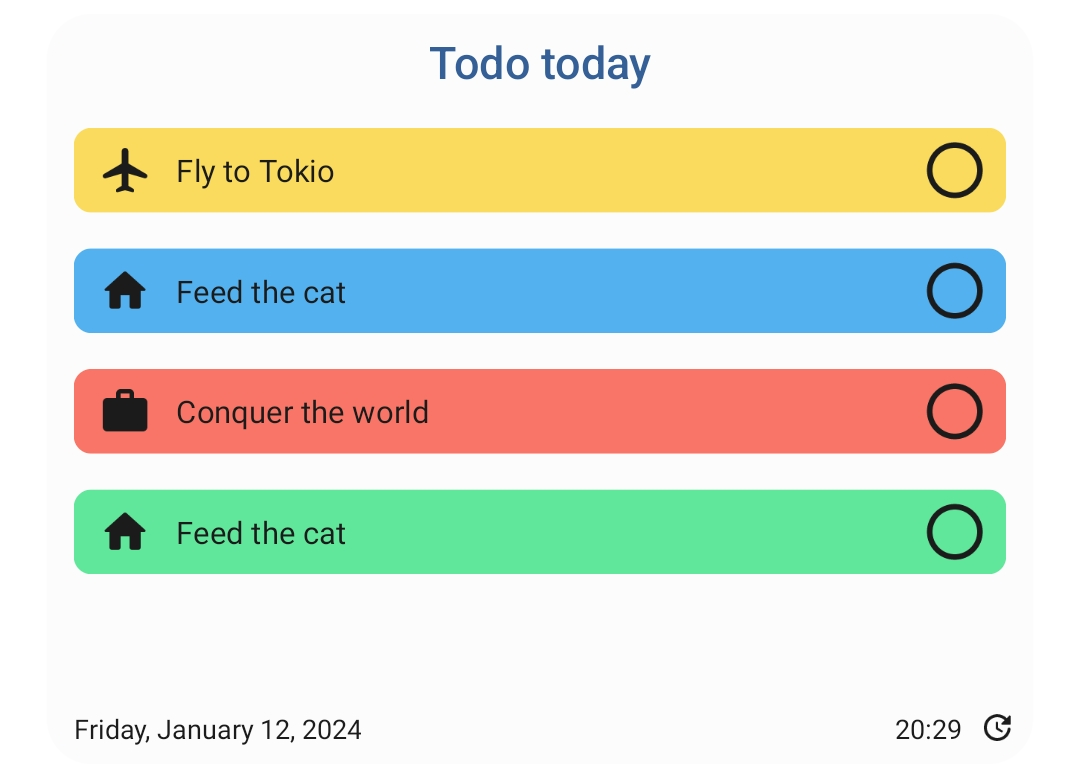 Todo today
Fly to Tokio
Feed the cat
Conquer the world
Feed the cat
Friday, January 12, 2024 20:29